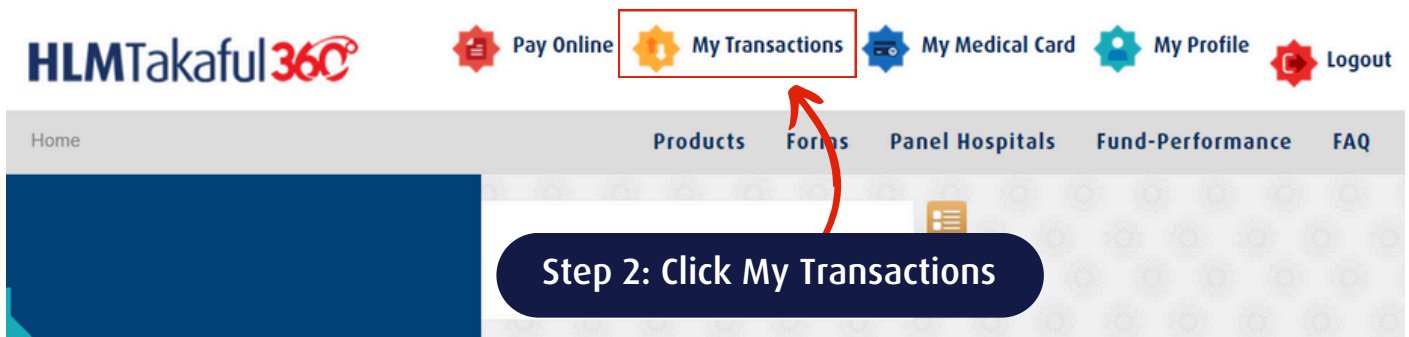 HLMTakaful360°
Pay Online
My Transactions
My Medical Card
My Profile
Logout
Home
Products
Forms
Panel Hospitals
Fund-Performance
FAQ
Step 2: Click My Transactions